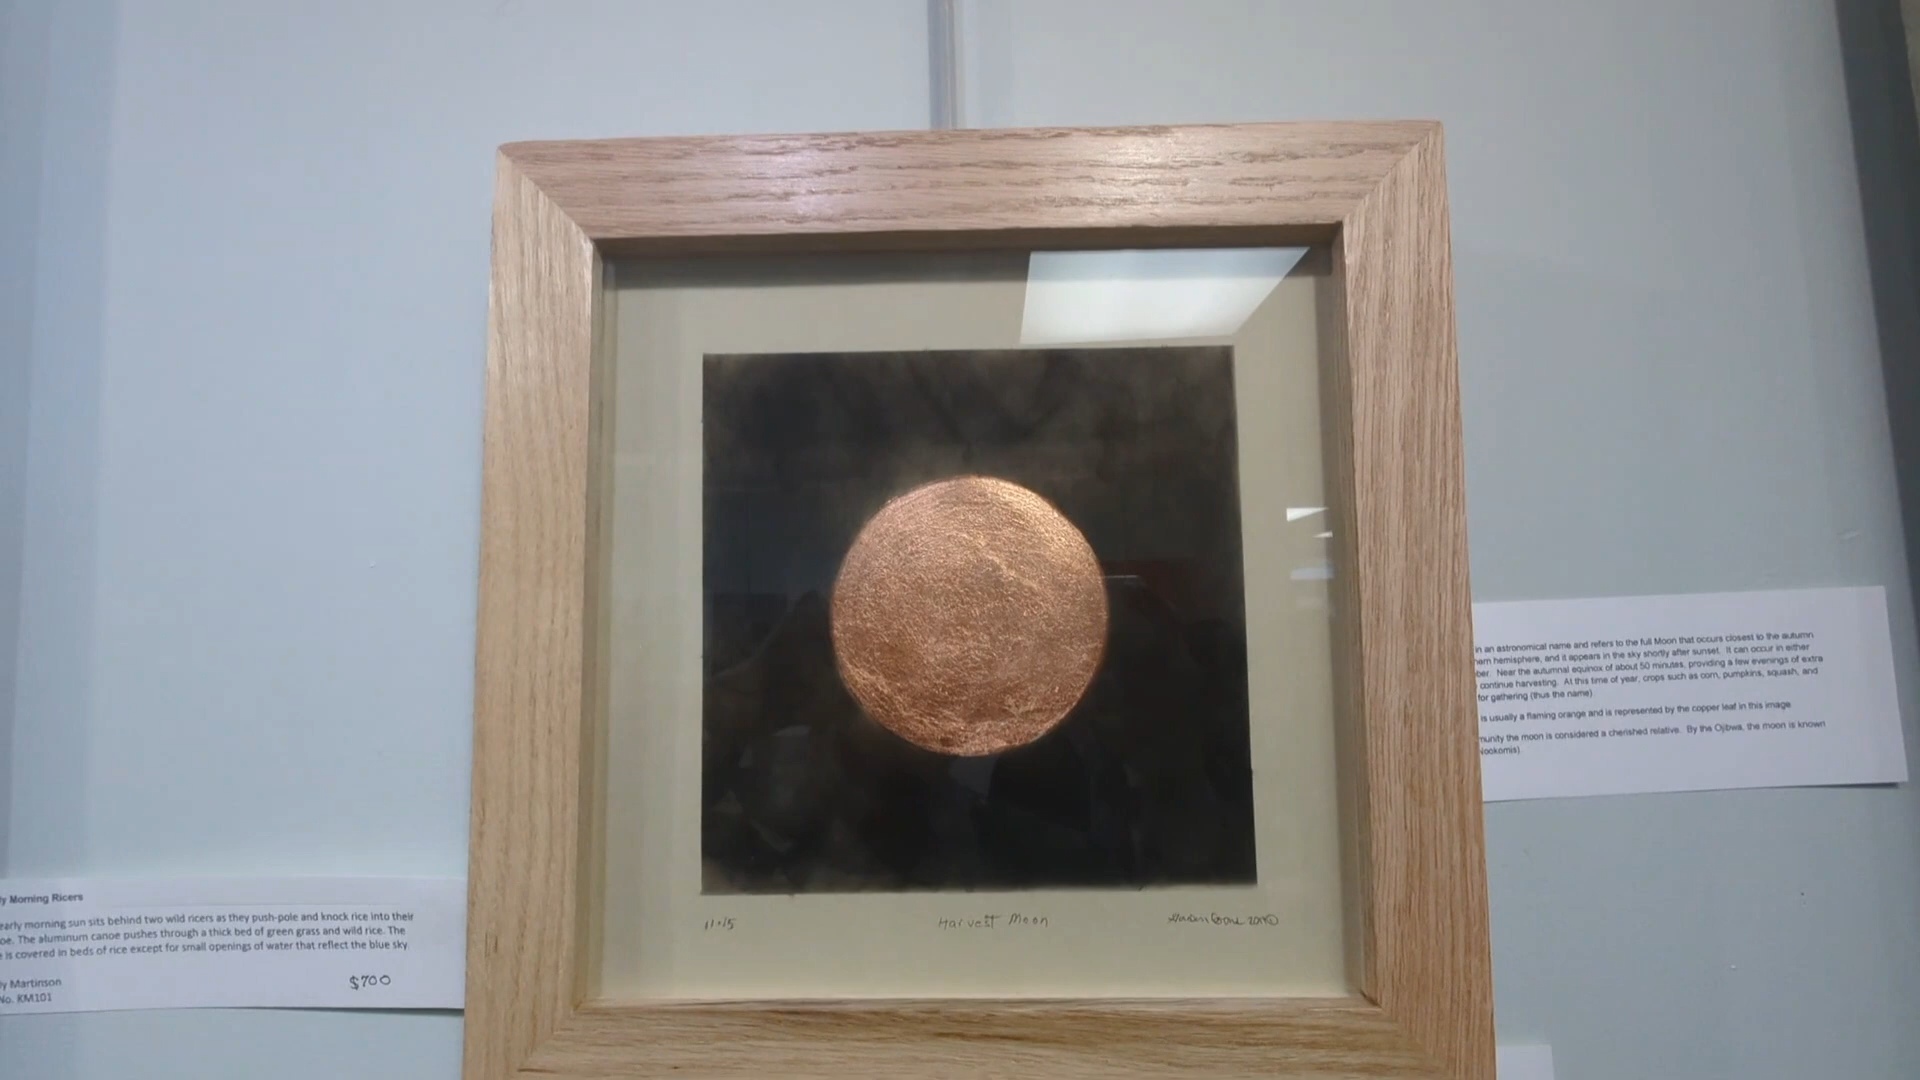 ly Morning Ricers
early morning sun sits behind two wild ricers as they push-pole and knock rice into their
oe. The aluminum canoe pushes through a thick bed of green grass and wild rice. The
is covered in beds of rice except for small openings of water that reflect the blue sky.
$700
ly Martinson
No. KM101
11.15
Harvest Moon
in an astronomical name and refers to the full Moon that occurs closest to the autumn
hern hemisphere, and it appears in the sky shortly after sunset. It can occur in either
ber. Near the autumnal equinox of about 50 minutes, providing a few evenings of extra
continue harvesting. At this time of year, crops such as corn, pumpkins, squash, and
for gathering (thus the name)
is usually a flaming orange and is represented by the copper leaf in this image
munity the moon is considered a cherished relative. By the Ojibwa, the moon is known
Nookomis).